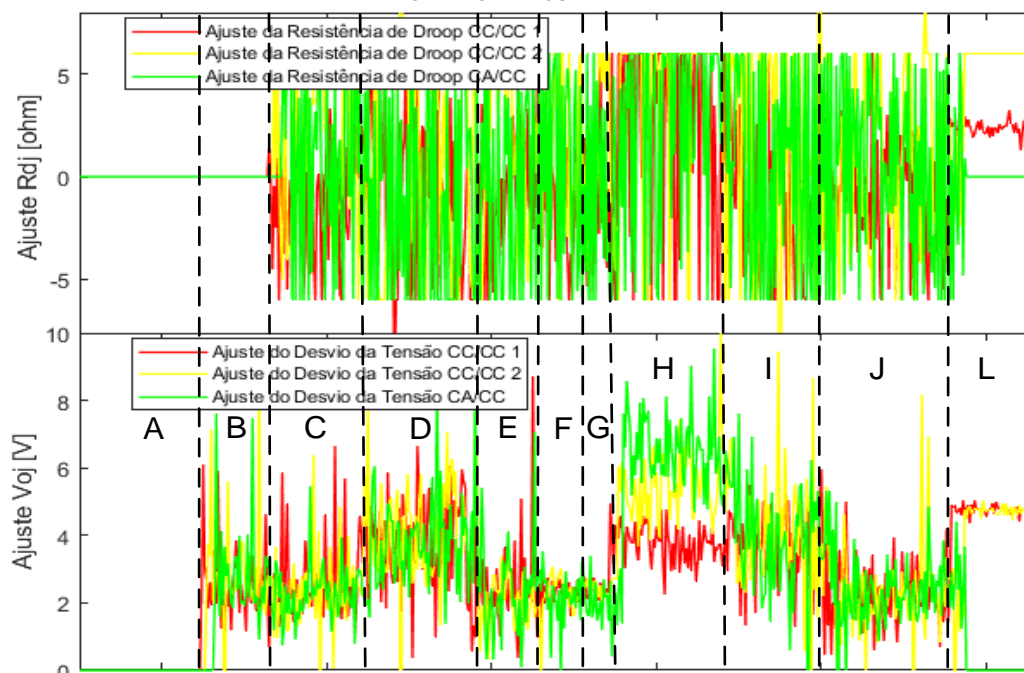 Ajuste da Resistência de Droop CC/CC 1
Ajuste da Resistência de Droop CC/CC 2
Ajuste da Resistência de Droop CA/CC
Ajuste Rdj [ohm]
5
0
-5
Ajuste do Desvio da Tensão CC/CC 1
Ajuste do Desvio da Tensão CC/CC 2
Ajuste do Desvio da Tensão CA/CC
Ajuste Voj [V]
10
8
6
4
2
0
A B C D E F G H I J L